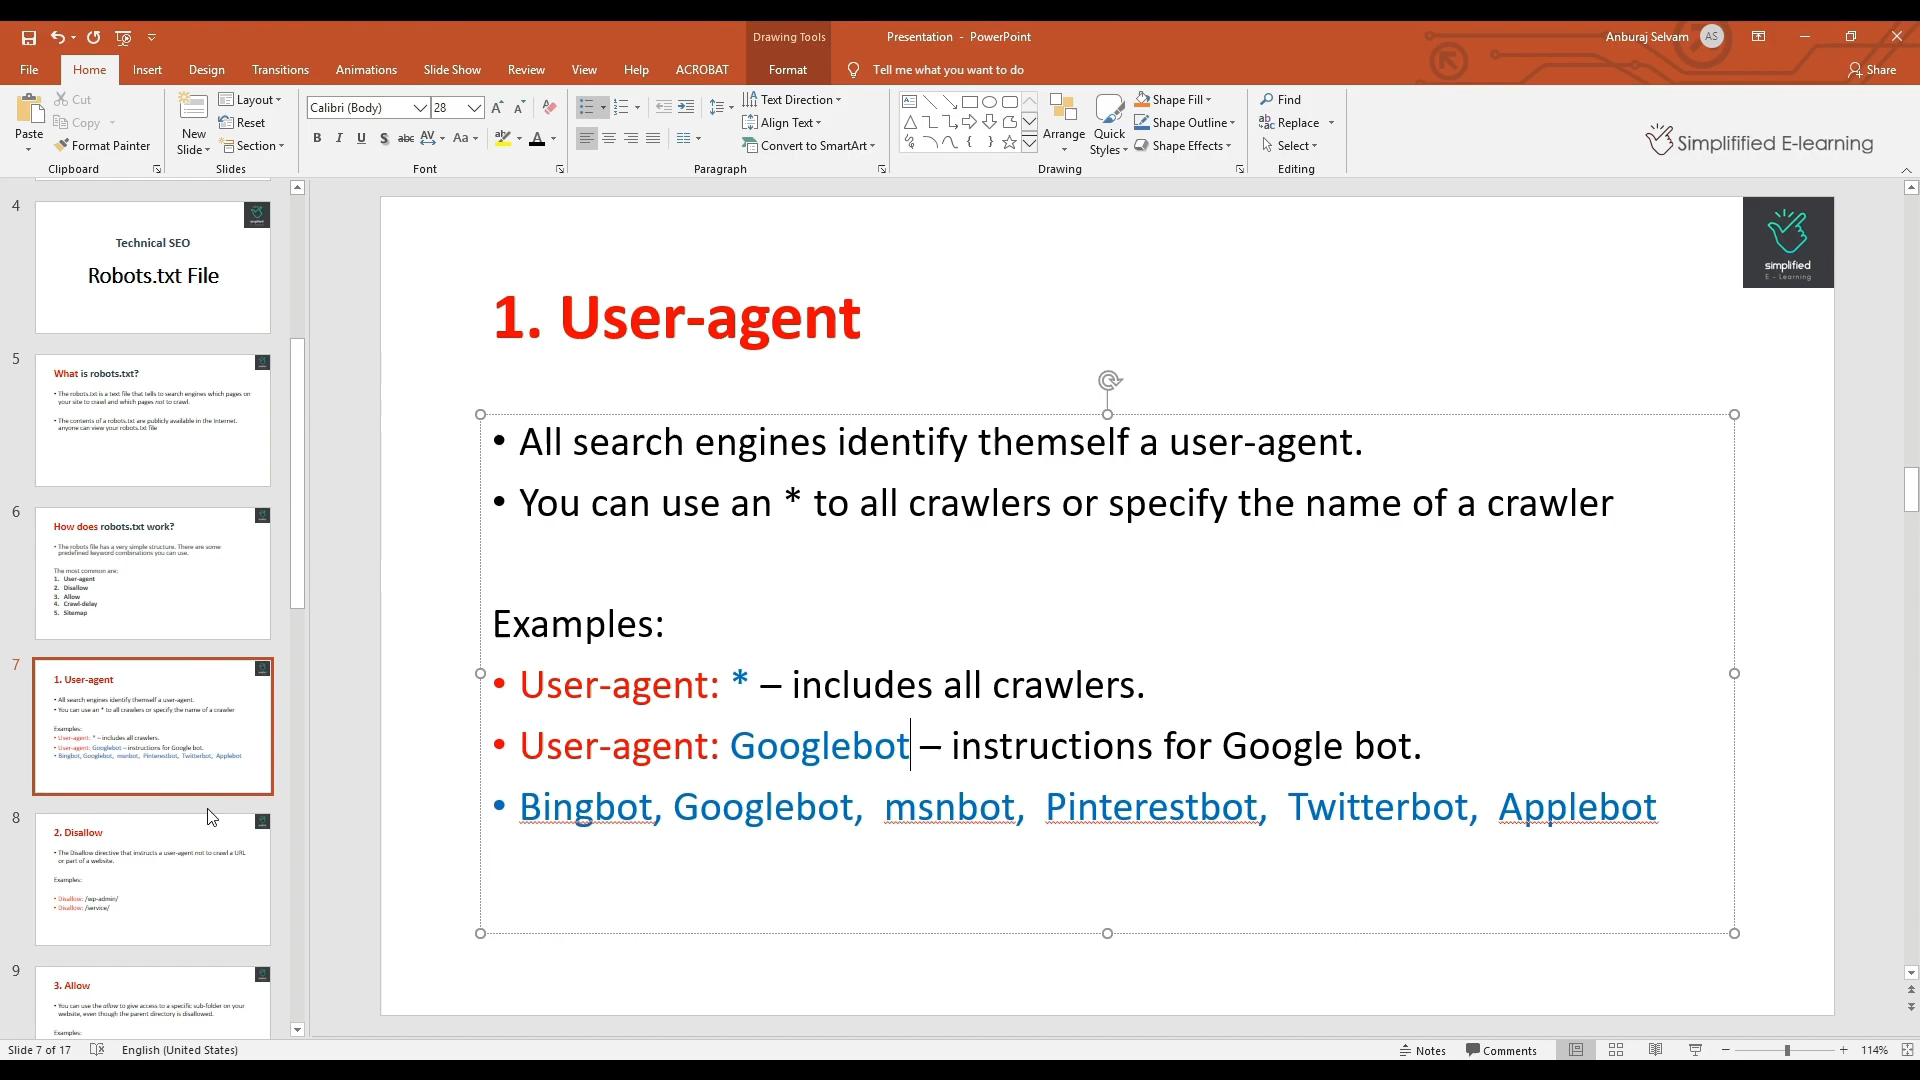 Drawing Tools
Presentation - PowerPoint
Anburaj Selvam AS
File Home Insert Design Transitions Animations Slide Show Review View Help ACROBAT Format Tell me what you want to do
Share
Paste
Cut
Copy
Format Painter
Clipboard
New Slide
Layout
Reset
Section
Slides
Calibri (Body) 28
B I U S abc AV Aa
Font
Text Direction
Align Text
Convert to SmartArt
Paragraph
Arrange
Quick Styles
Shape Fill
Shape Outline
Shape Effects
Drawing
Find
Replace
Select
Editing
Simplifified E-learning
4
Technical SEO
Robots.txt File
5
What is robots.txt?
• The robots.txt is a text file that tells to search engines which pages on
your site to crawl and which pages not to crawl.
• The contents of a robots.txt are publicly available in the Internet.
anyone can view your robots.txt file
6
How does robots.txt work?
• The robots file has a very simple structure. There are some
predefined keyword combinations you can use.
The most common are:
1. User-agent
2. Disallow
3. Allow
4. Crawl-delay
5. Sitemap
7
1. User-agent
• All search engines identify themself a user-agent.
• You can use an * to all crawlers or specify the name of a crawler
Examples:
• User-agent: * – includes all crawlers.
• User-agent: Googlebot – instructions for Google bot.
• Bingbot, Googlebot, msnbot, Pinterestbot, Twitterbot, Applebot
8
2. Disallow
• The Disallow directive that instructs a user-agent not to crawl a URL
or part of a website.
Examples:
• Disallow: /wp-admin/
• Disallow: /service/
9
3. Allow
• You can use the allow to give access to a specific sub-folder on your
website, even though the parent directory is disallowed.
Examples:
simplified
E - Learning
1. User-agent
• All search engines identify themself a user-agent.
• You can use an * to all crawlers or specify the name of a crawler
Examples:
• User-agent: * – includes all crawlers.
• User-agent: Googlebot – instructions for Google bot.
• Bingbot, Googlebot, msnbot, Pinterestbot, Twitterbot, Applebot
Slide 7 of 17 English (United States) Notes Comments 114%